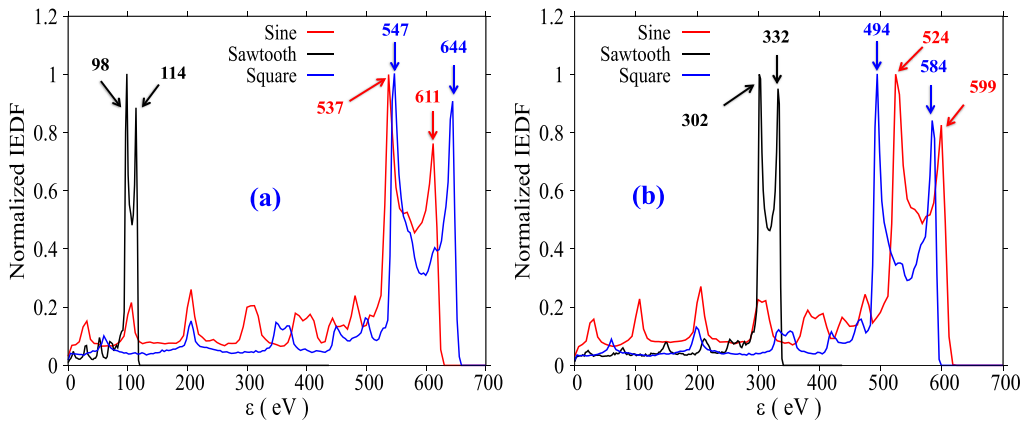 1.2
1
0.8
0.6
0.4
0.2
0
Normalized IEDF
0 100 200 300 400 500 600 700
ε ( eV )
Sine
Sawtooth
Square
98
114
547
644
537
611
(a)
1.2
1
0.8
0.6
0.4
0.2
0
Normalized IEDF
0 100 200 300 400 500 600 700
ε ( eV )
Sine
Sawtooth
Square
332
302
494
524
584
599
(b)